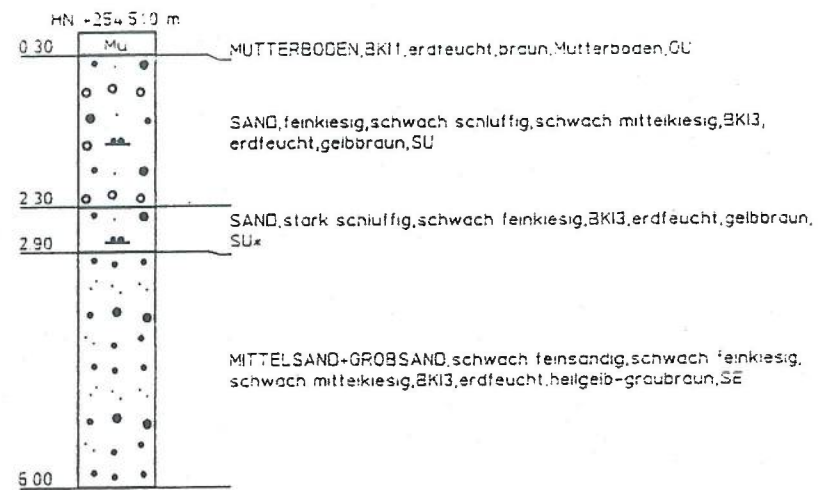 HN +254.510 m
0.30
Mu
MUTTERBODEN,BKl1,erdfeucht,braun,Mutterboden,OU
SAND,feinkiesig,schwach schluffig,schwach mittelkiesig,BKl3,
erdfeucht,gelbbraun,SU
2.30
SAND,stark schluffig,schwach feinkiesig,BKl3,erdfeucht,gelbbraun,
SU*
2.90
MITTELSAND+GROBSAND,schwach feinsandig,schwach feinkiesig,
schwach mittelkiesig,BKl3,erdfeucht,hellgelb-graubraun,SE